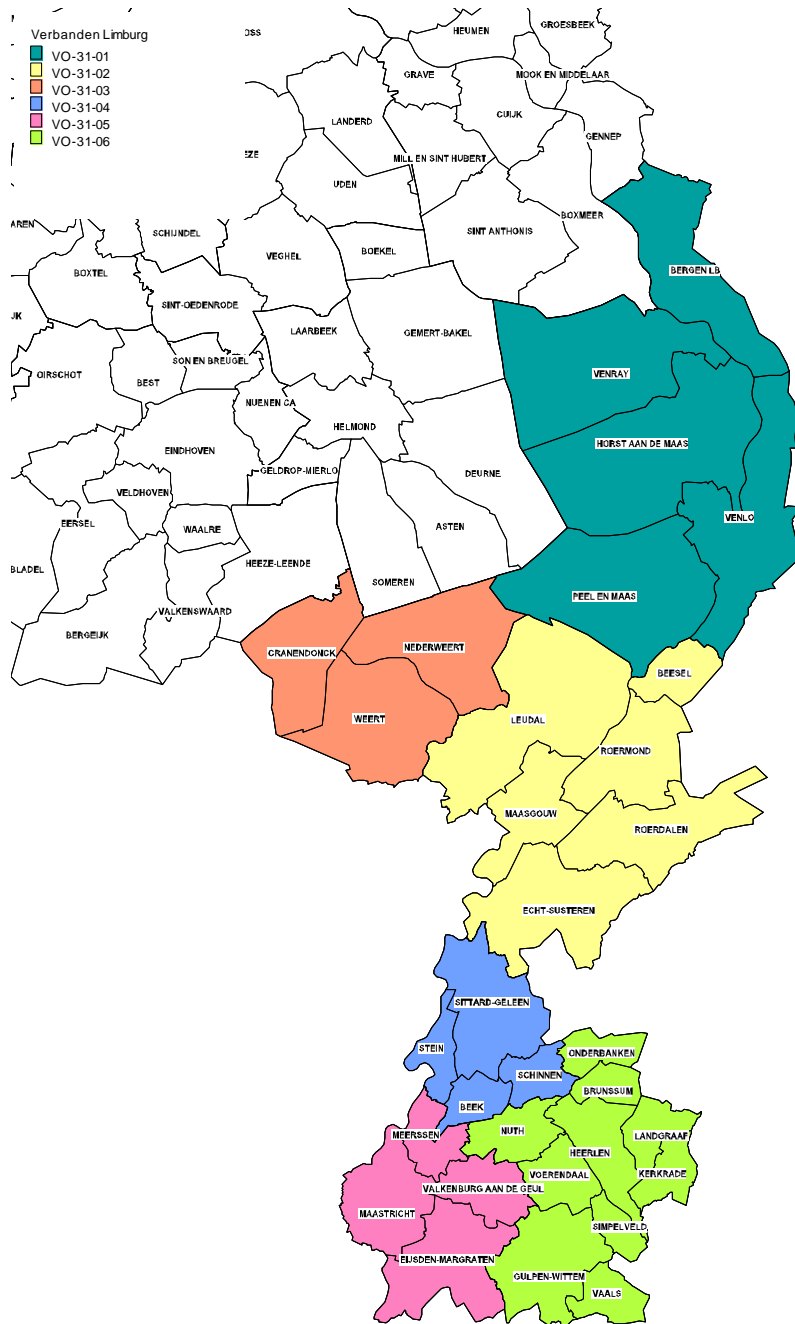 Verbanden Limburg
VO-31-01
VO-31-02
VO-31-03
VO-31-04
VO-31-05
VO-31-06
OSS
HEUMEN
GROESBEEK
GRAVE
MOOK EN MIDDELAAR
CUIJK
LANDERD
GENNEP
EZE
MILL EN SINT HUBERT
UDEN
BOXMEER
AREN
SCHIJNDEL
SINT ANTHONIS
VEGHEL
BOEKEL
BOXTEL
BERGEN LB
SINT-OEDENRODE
IJK
LAARBEEK
GEMERT-BAKEL
SON EN BREUGEL
OIRSCHOT
BEST
VENRAY
NUENEN CA
HELMOND
HORST AAN DE MAAS
EINDHOVEN
GELDROP-MIERLO
DEURNE
VELDHOVEN
VENLO
EERSEL
WAALRE
ASTEN
BLADEL
HEEZE-LEENDE
SOMEREN
PEEL EN MAAS
VALKENSWAARD
BERGEIJK
NEDERWEERT
CRANENDONCK
BEESEL
WEERT
LEUDAL
ROERMOND
MAASGOUW
ROERDALEN
ECHT-SUSTEREN
SITTARD-GELEEN
STEIN
ONDERBANKEN
SCHINNEN
BRUNSSUM
BEEK
NUTH
MEERSSEN
LANDGRAAF
HEERLEN
VOERENDAAL
KERKRADE
VALKENBURG AAN DE GEUL
MAASTRICHT
SIMPELVELD
EIJSDEN-MARGRATEN
GULPEN-WITTEM
VAALS